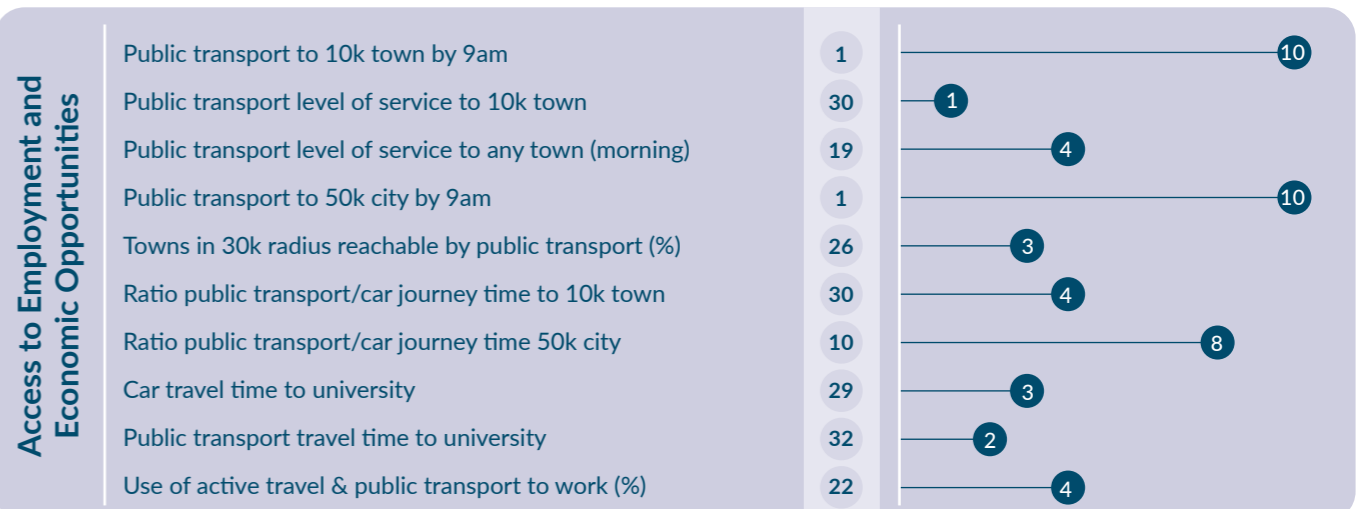 Access to Employment and
Economic Opportunities
Public transport to 10k town by 9am 1 10
Public transport level of service to 10k town 30 1
Public transport level of service to any town (morning) 19 4
Public transport to 50k city by 9am 1 10
Towns in 30k radius reachable by public transport (%) 26 3
Ratio public transport/car journey time to 10k town 30 4
Ratio public transport/car journey time 50k city 10 8
Car travel time to university 29 3
Public transport travel time to university 32 2
Use of active travel & public transport to work (%) 22 4